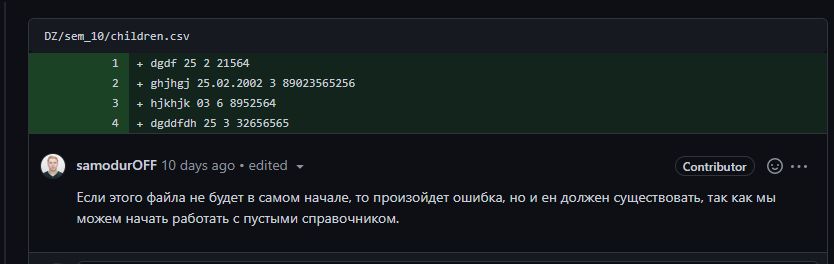 DZ/sem_10/children.csv
1 + dgdf 25 2 21564
2 + ghjhgj 25.02.2002 3 89023565256
3 + hjkhjk 03 6 8952564
4 + dgddfdh 25 3 32656565
samodurOFF 10 days ago • edited
Contributor
Если этого файла не будет в самом начале, то произойдет ошибка, но и ен должен существовать, так как мы
можем начать работать с пустыми справочником.